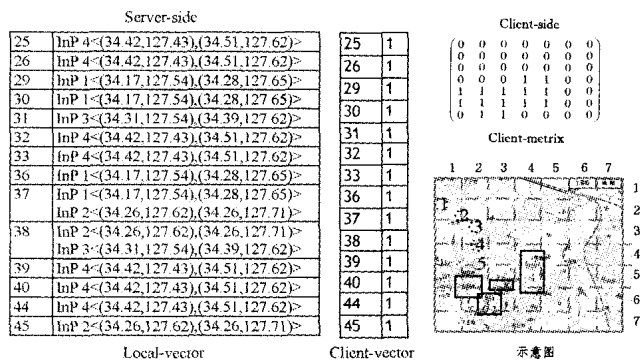 Server-side
25 InP 4<(34.42,127.43),(34.51,127.62)>
26 InP 4<(34.42,127.43),(34.51,127.62)>
29 InP 1<(34.17,127.54),(34.28,127.65)>
30 InP 1<(34.17,127.54),(34.28,127.65)>
31 InP 3<(34.31,127.54),(34.39,127.62)>
32 InP 4<(34.42,127.43),(34.51,127.62)>
33 InP 4<(34.42,127.43),(34.51,127.62)>
36 InP 1<(34.17,127.54),(34.28,127.65)>
37 InP 1<(34.17,127.54),(34.28,127.65)>
InP 2<(34.26,127.62),(34.26,127.71)>
38 InP 2<(34.26,127.62),(34.26,127.71)>
InP 3<(34.31,127.54),(34.39,127.62)>
39 InP 4<(34.42,127.43),(34.51,127.62)>
40 InP 4<(34.42,127.43),(34.51,127.62)>
44 InP 4<(34.42,127.43),(34.51,127.62)>
45 InP 2<(34.26,127.62),(34.26,127.71)>
Local-vector
25 1
26 1
29 1
30 1
31 1
32 1
33 1
36 1
37 1
38 1
39 1
40 1
44 1
45 1
Client-vector
Client-side
0 0 0 0 0 0 0
0 0 0 0 0 0 0
0 0 0 0 0 0 0
0 0 0 1 1 0 0
1 1 1 1 1 0 0
1 1 1 1 1 0 0
0 1 1 0 0 0 0
Client-metrix
1 2 3 4 5 6 7
1
2
3
4
5
6
7
1
2
3
4
5
示意图